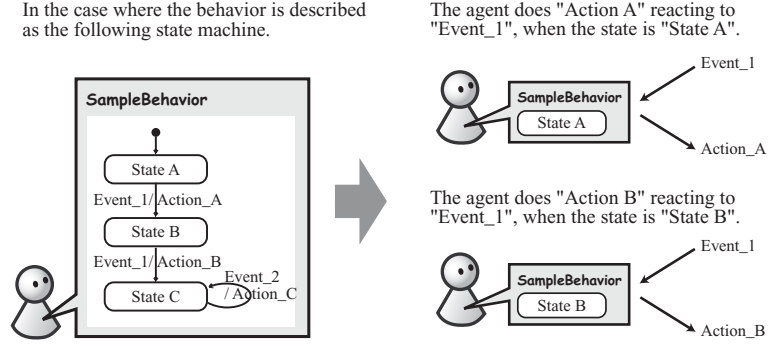 In the case where the behavior is described
as the following state machine.
SampleBehavior
State A
Event_1/Action_A
State B
Event_1/Action_B
State C
Event_2
/Action_C
The agent does "Action A" reacting to
"Event_1", when the state is "State A".
Event_1
SampleBehavior
State A
Action_A
The agent does "Action B" reacting to
"Event_1", when the state is "State B".
Event_1
SampleBehavior
State B
Action_B